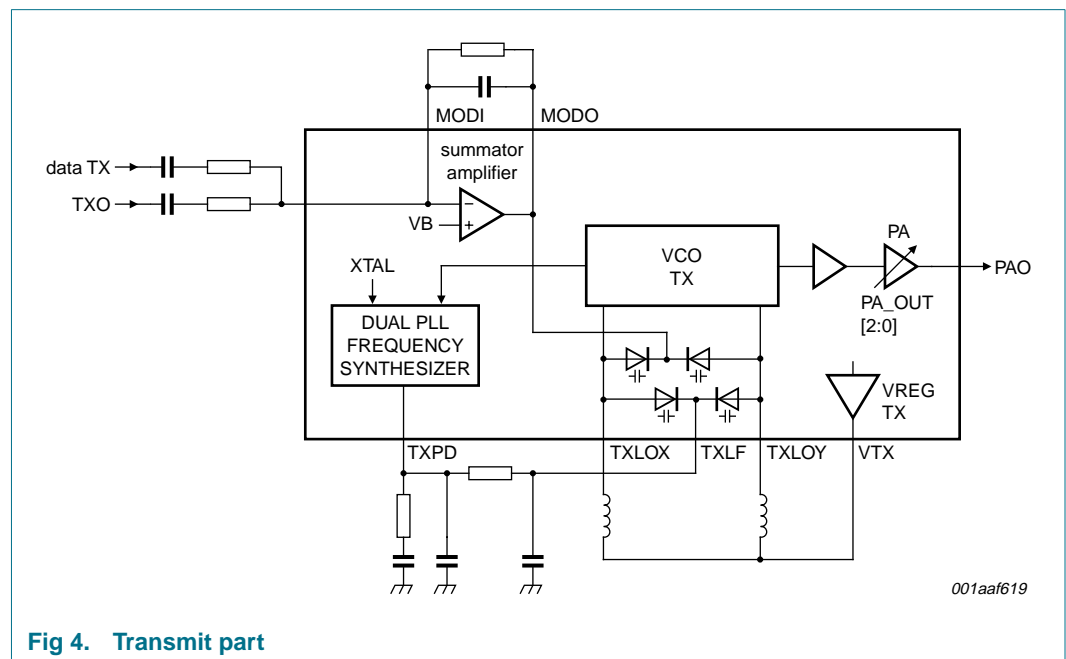 MODI
MODO
data TX
TXO
summator
amplifier
−
+
VB
XTAL
DUAL PLL
FREQUENCY
SYNTHESIZER
VCO
TX
PA
PA_OUT
[2:0]
PAO
VREG
TX
TXPD
TXLOX
TXLF
TXLOY
VTX
001aaf619
Fig 4. Transmit part